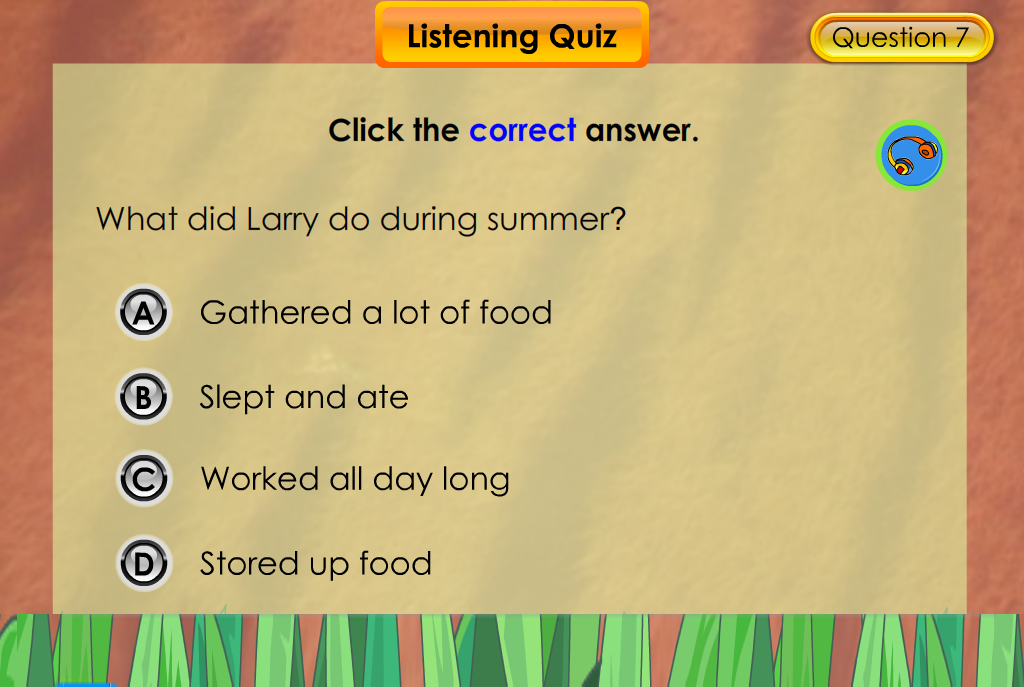 Listening Quiz
Question 7
Click the correct answer.
What did Larry do during summer?
A Gathered a lot of food
B Slept and ate
C Worked all day long
D Stored up food